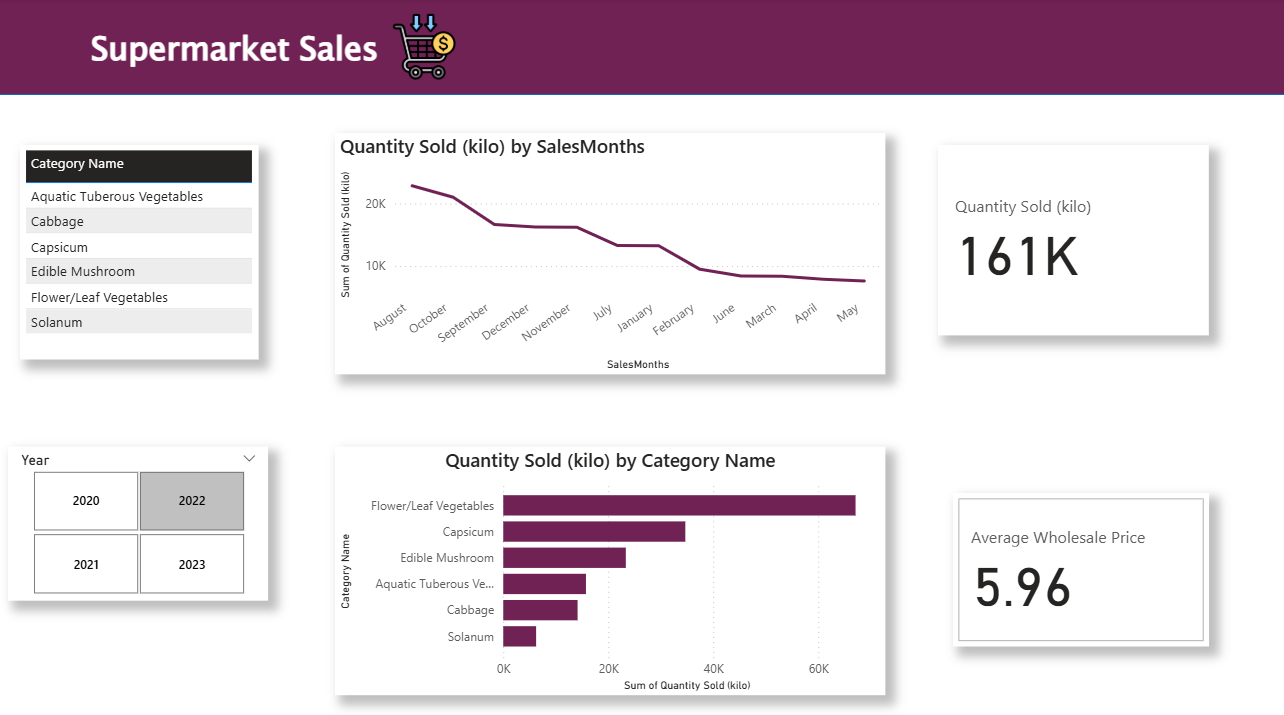 Supermarket Sales
$
Category Name
Aquatic Tuberous Vegetables
Cabbage
Capsicum
Edible Mushroom
Flower/Leaf Vegetables
Solanum
Quantity Sold (kilo) by SalesMonths
Sum of Quantity Sold (kilo)
20K
10K
August
October
September
December
November
July
January
February
June
March
April
May
SalesMonths
Quantity Sold (kilo)
161K
Year
2020
2022
2021
2023
Quantity Sold (kilo) by Category Name
Category Name
Flower/Leaf Vegetables
Capsicum
Edible Mushroom
Aquatic Tuberous Ve...
Cabbage
Solanum
0K
20K
40K
60K
Sum of Quantity Sold (kilo)
Average Wholesale Price
5.96